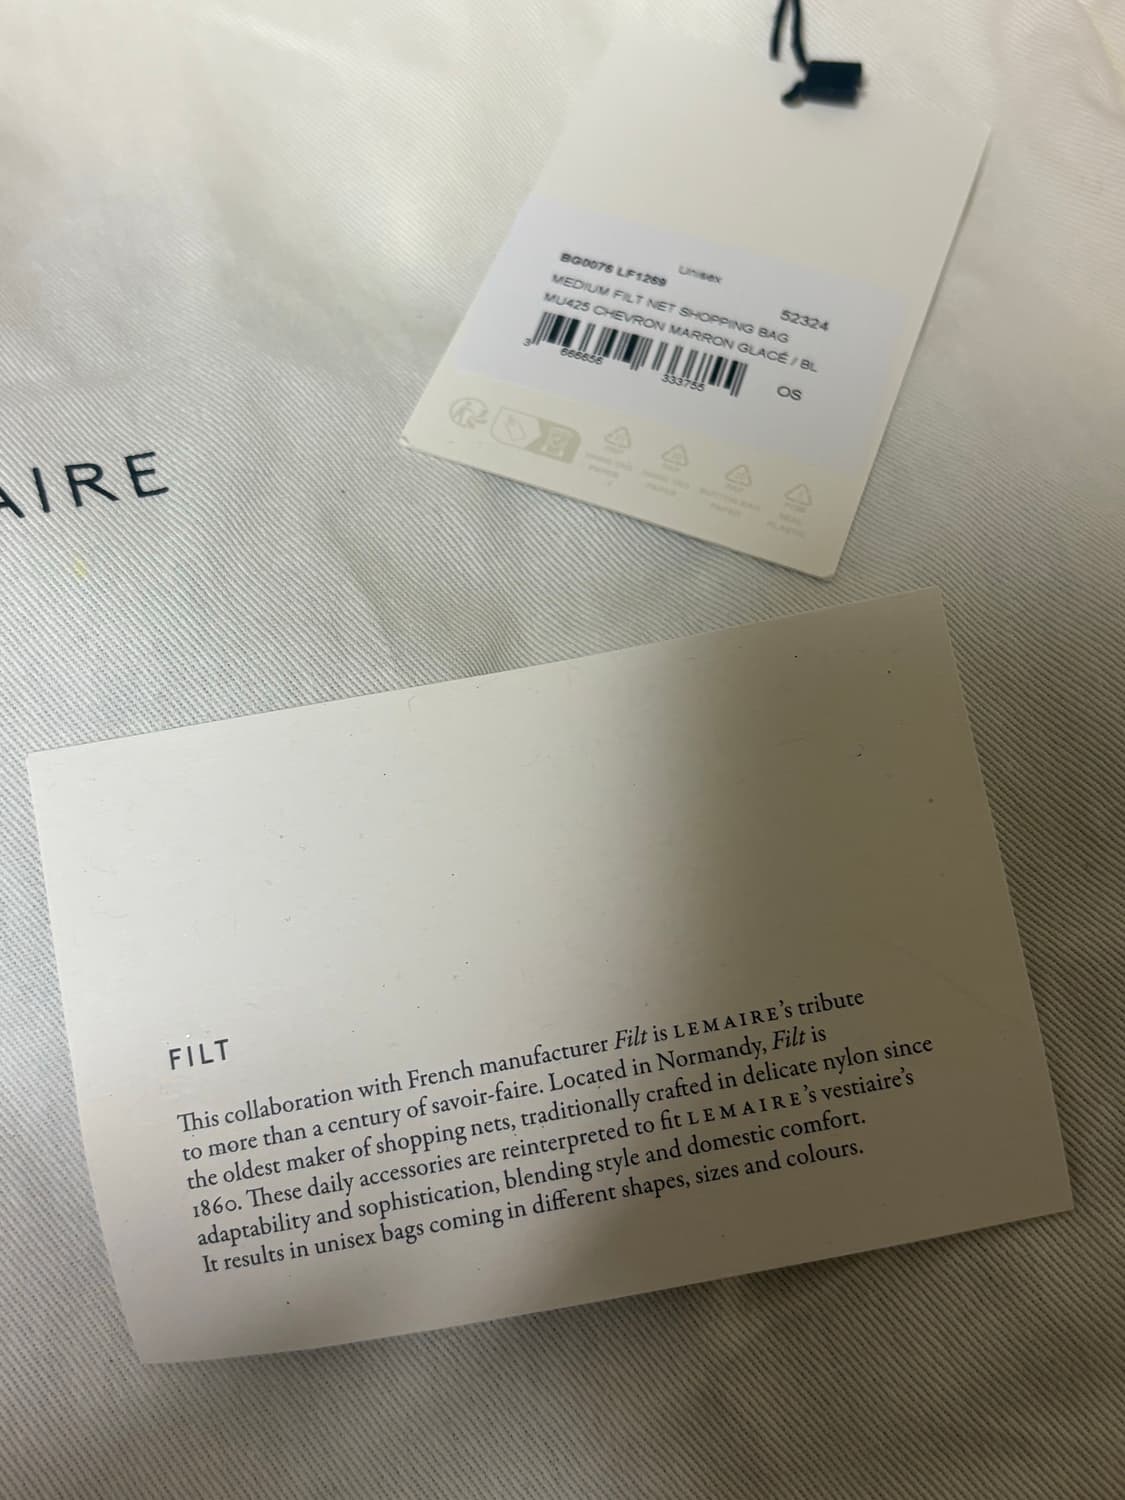 BG0076 LF1269 Unisex
52324
MEDIUM FILT NET SHOPPING BAG
MU425 CHEVRON MARRON GLACÉ / BL
3 666656 333755
OS
AIRE
FILT
This collaboration with French manufacturer Filt is LEMAIRE's tribute
to more than a century of savoir-faire. Located in Normandy, Filt is
the oldest maker of shopping nets, traditionally crafted in delicate nylon since
1860. These daily accessories are reinterpreted to fit LEMAIRE's vestiaire's
adaptability and sophistication, blending style and domestic comfort.
It results in unisex bags coming in different shapes, sizes and colours.